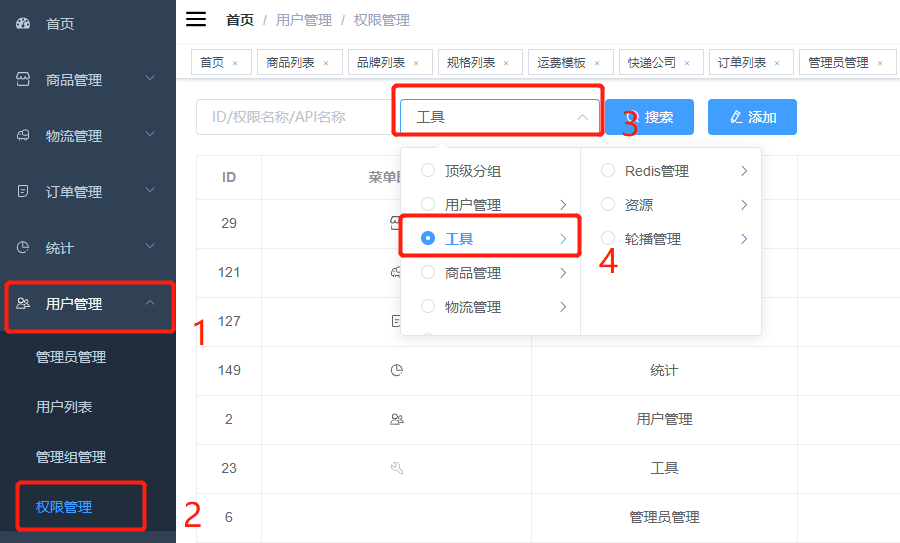 首页
商品管理
物流管理
订单管理
统计
用户管理
1
管理员管理
用户列表
管理组管理
权限管理
2
首页 / 用户管理 / 权限管理
首页 × 商品列表 × 品牌列表 × 规格列表 × 运费模板 × 快递公司 × 订单列表 × 管理员管理 ×
ID/权限名称/API名称 工具 3 搜索 添加
顶级分组
用户管理
工具
商品管理
物流管理
Redis管理
资源
轮播管理
4
ID 菜单
29
121
127
149 统计
2 用户管理
23 工具
6 管理员管理